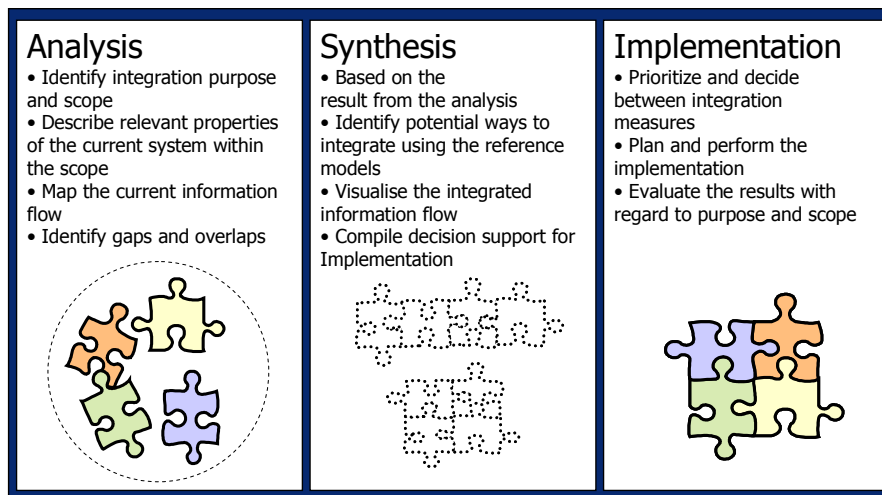 Analysis
• Identify integration purpose
and scope
• Describe relevant properties
of the current system within
the scope
• Map the current information
flow
• Identify gaps and overlaps
Synthesis
• Based on the
result from the analysis
• Identify potential ways to
integrate using the reference
models
• Visualise the integrated
information flow
• Compile decision support for
Implementation
Implementation
• Prioritize and decide
between integration
measures
• Plan and perform the
implementation
• Evaluate the results with
regard to purpose and scope